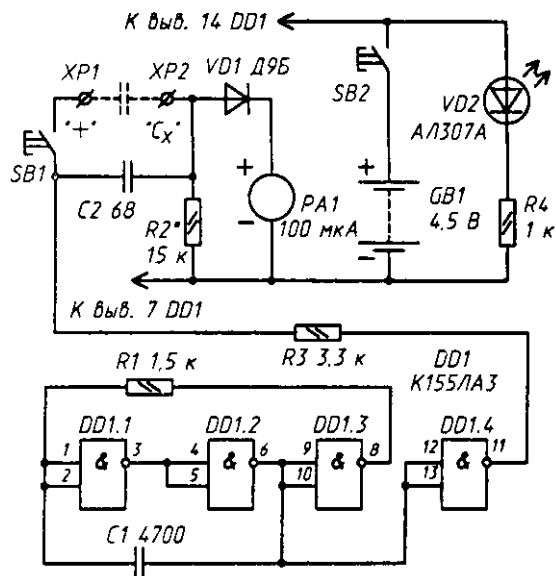 К выв. 14 DD1
XP1 XP2 VD1 Д9Б
"+" "Cx"
SB1
C2 68
R2* 15 к
+
-
PA1 100 мкА
SB2
+
-
GB1 4,5 В
VD2 АЛ307А
R4 1 к
К выв. 7 DD1
R1 1,5 к
R3 3,3 к
DD1 К155ЛА3
DD1.1 DD1.2 DD1.3 DD1.4
1 2 & 3
4 5 & 6
9 10 & 8
12 13 & 11
C1 4700